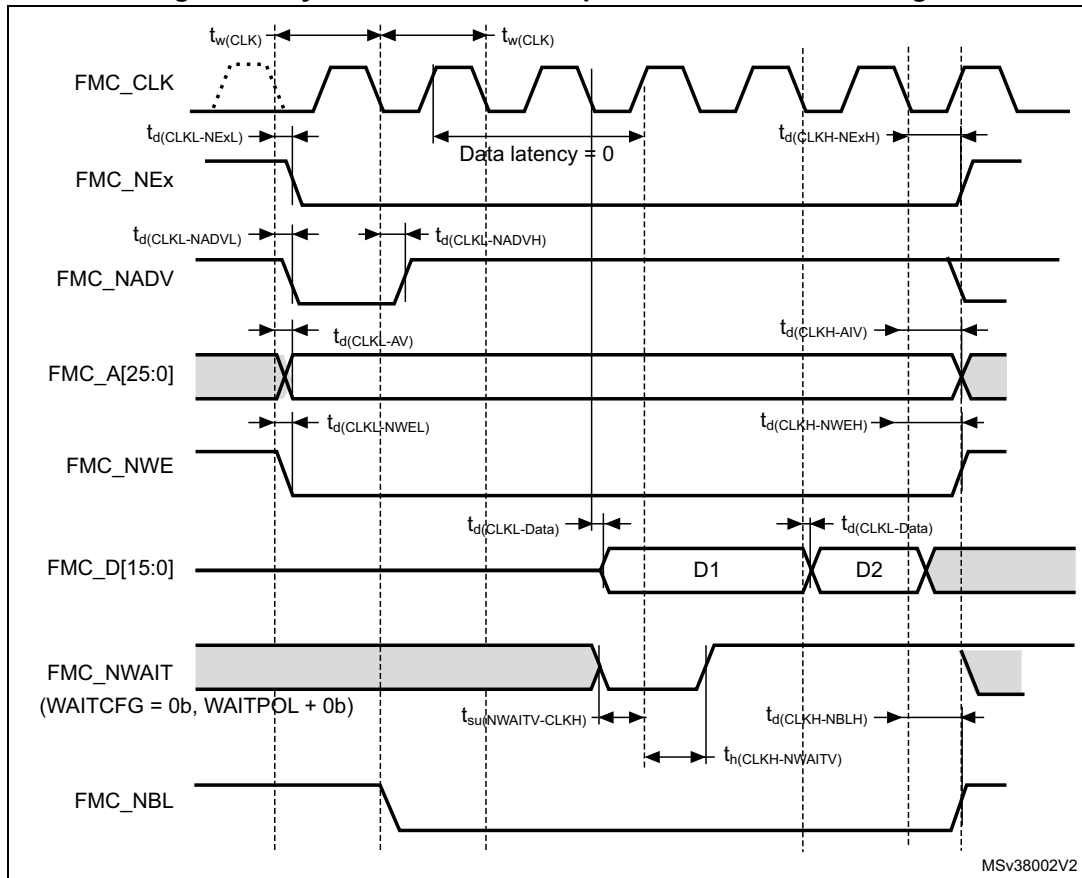 tw(CLK) tw(CLK)
FMC_CLK
td(CLKL-NExL) Data latency = 0 td(CLKH-NExH)
FMC_NEx
td(CLKL-NADVL) td(CLKL-NADVH)
FMC_NADV
td(CLKL-AV) td(CLKH-AIV)
FMC_A[25:0]
td(CLKL-NWEL) td(CLKH-NWEH)
FMC_NWE
td(CLKL-Data) td(CLKL-Data)
FMC_D[15:0] D1 D2
FMC_NWAIT
(WAITCFG = 0b, WAITPOL + 0b)
tsu(NWAITV-CLKH) td(CLKH-NBLH)
th(CLKH-NWAITV)
FMC_NBL
MSv38002V2